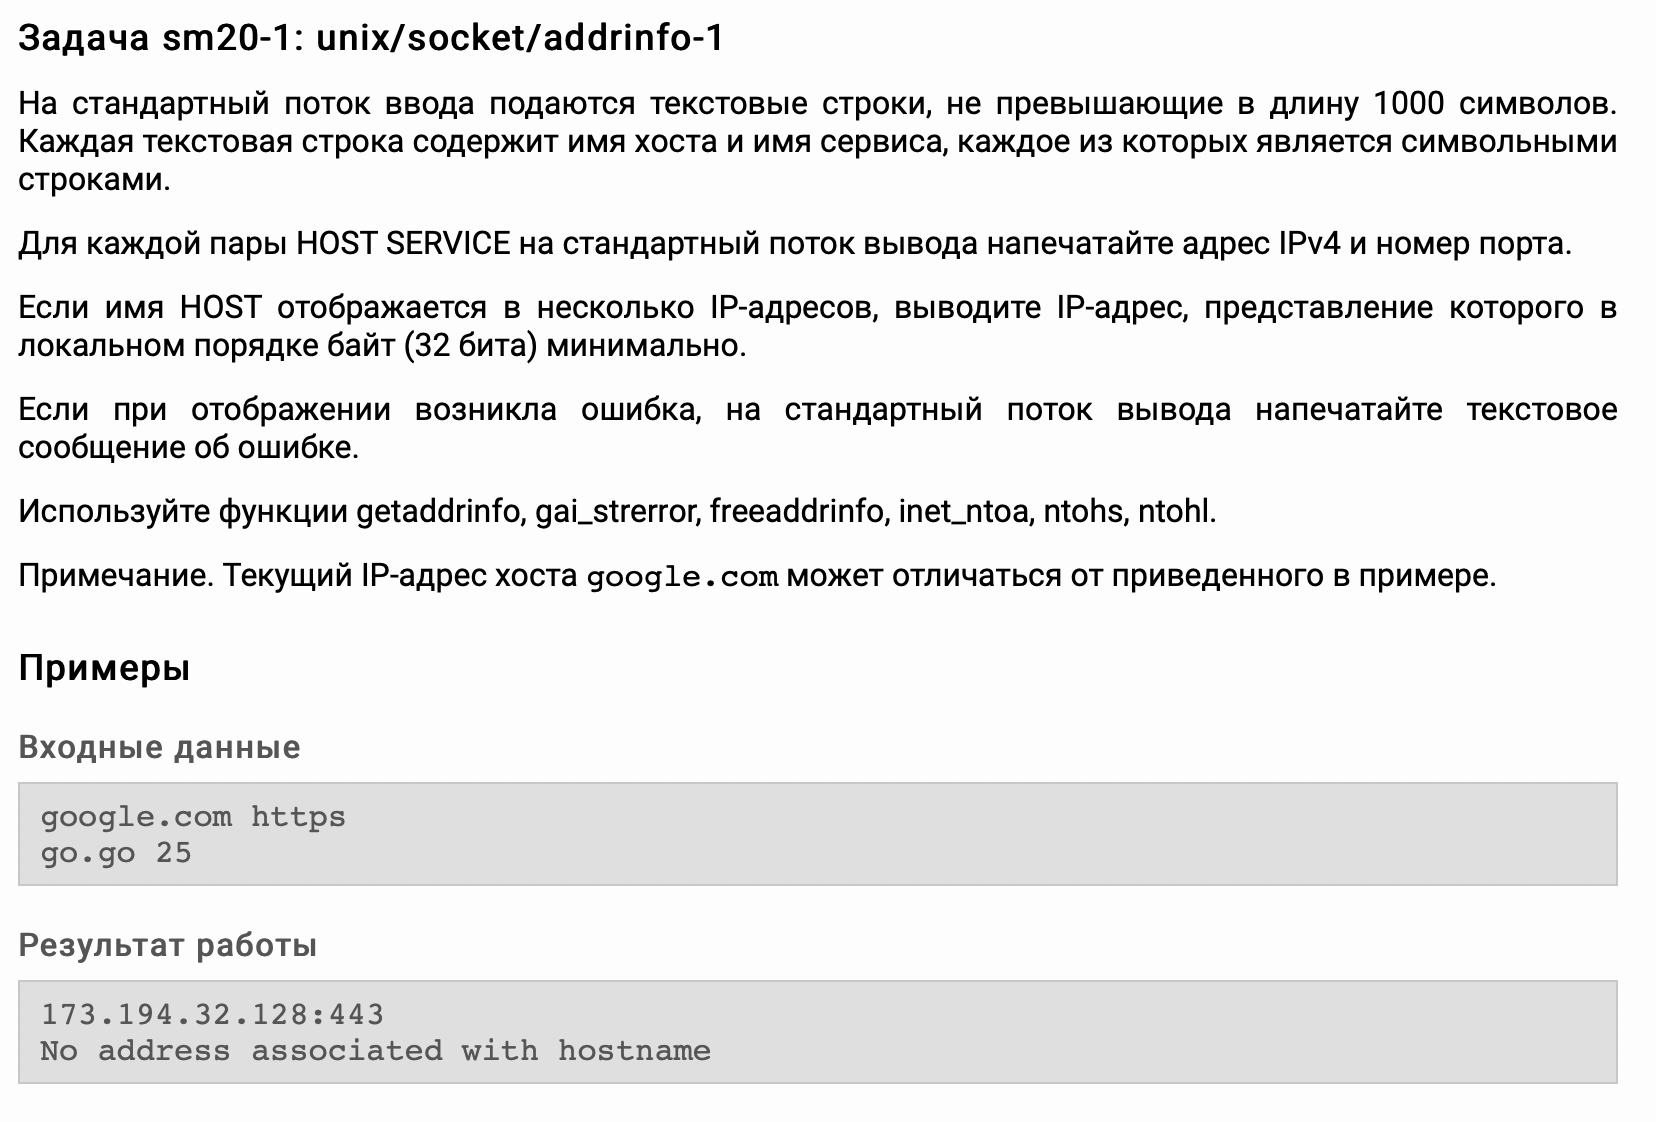 Задача sm20-1: unix/socket/addrinfo-1
На стандартный поток ввода подаются текстовые строки, не превышающие в длину 1000 символов.
Каждая текстовая строка содержит имя хоста и имя сервиса, каждое из которых является символьными
строками.
Для каждой пары HOST SERVICE на стандартный поток вывода напечатайте адрес IPv4 и номер порта.
Если имя HOST отображается в несколько IP-адресов, выводите IP-адрес, представление которого в
локальном порядке байт (32 бита) минимально.
Если при отображении возникла ошибка, на стандартный поток вывода напечатайте текстовое
сообщение об ошибке.
Используйте функции getaddrinfo, gai_strerror, freeaddrinfo, inet_ntoa, ntohs, ntohl.
Примечание. Текущий IP-адрес хоста google.com может отличаться от приведенного в примере.
Примеры
Входные данные
google.com https
go.go 25
Результат работы
173.194.32.128:443
No address associated with hostname